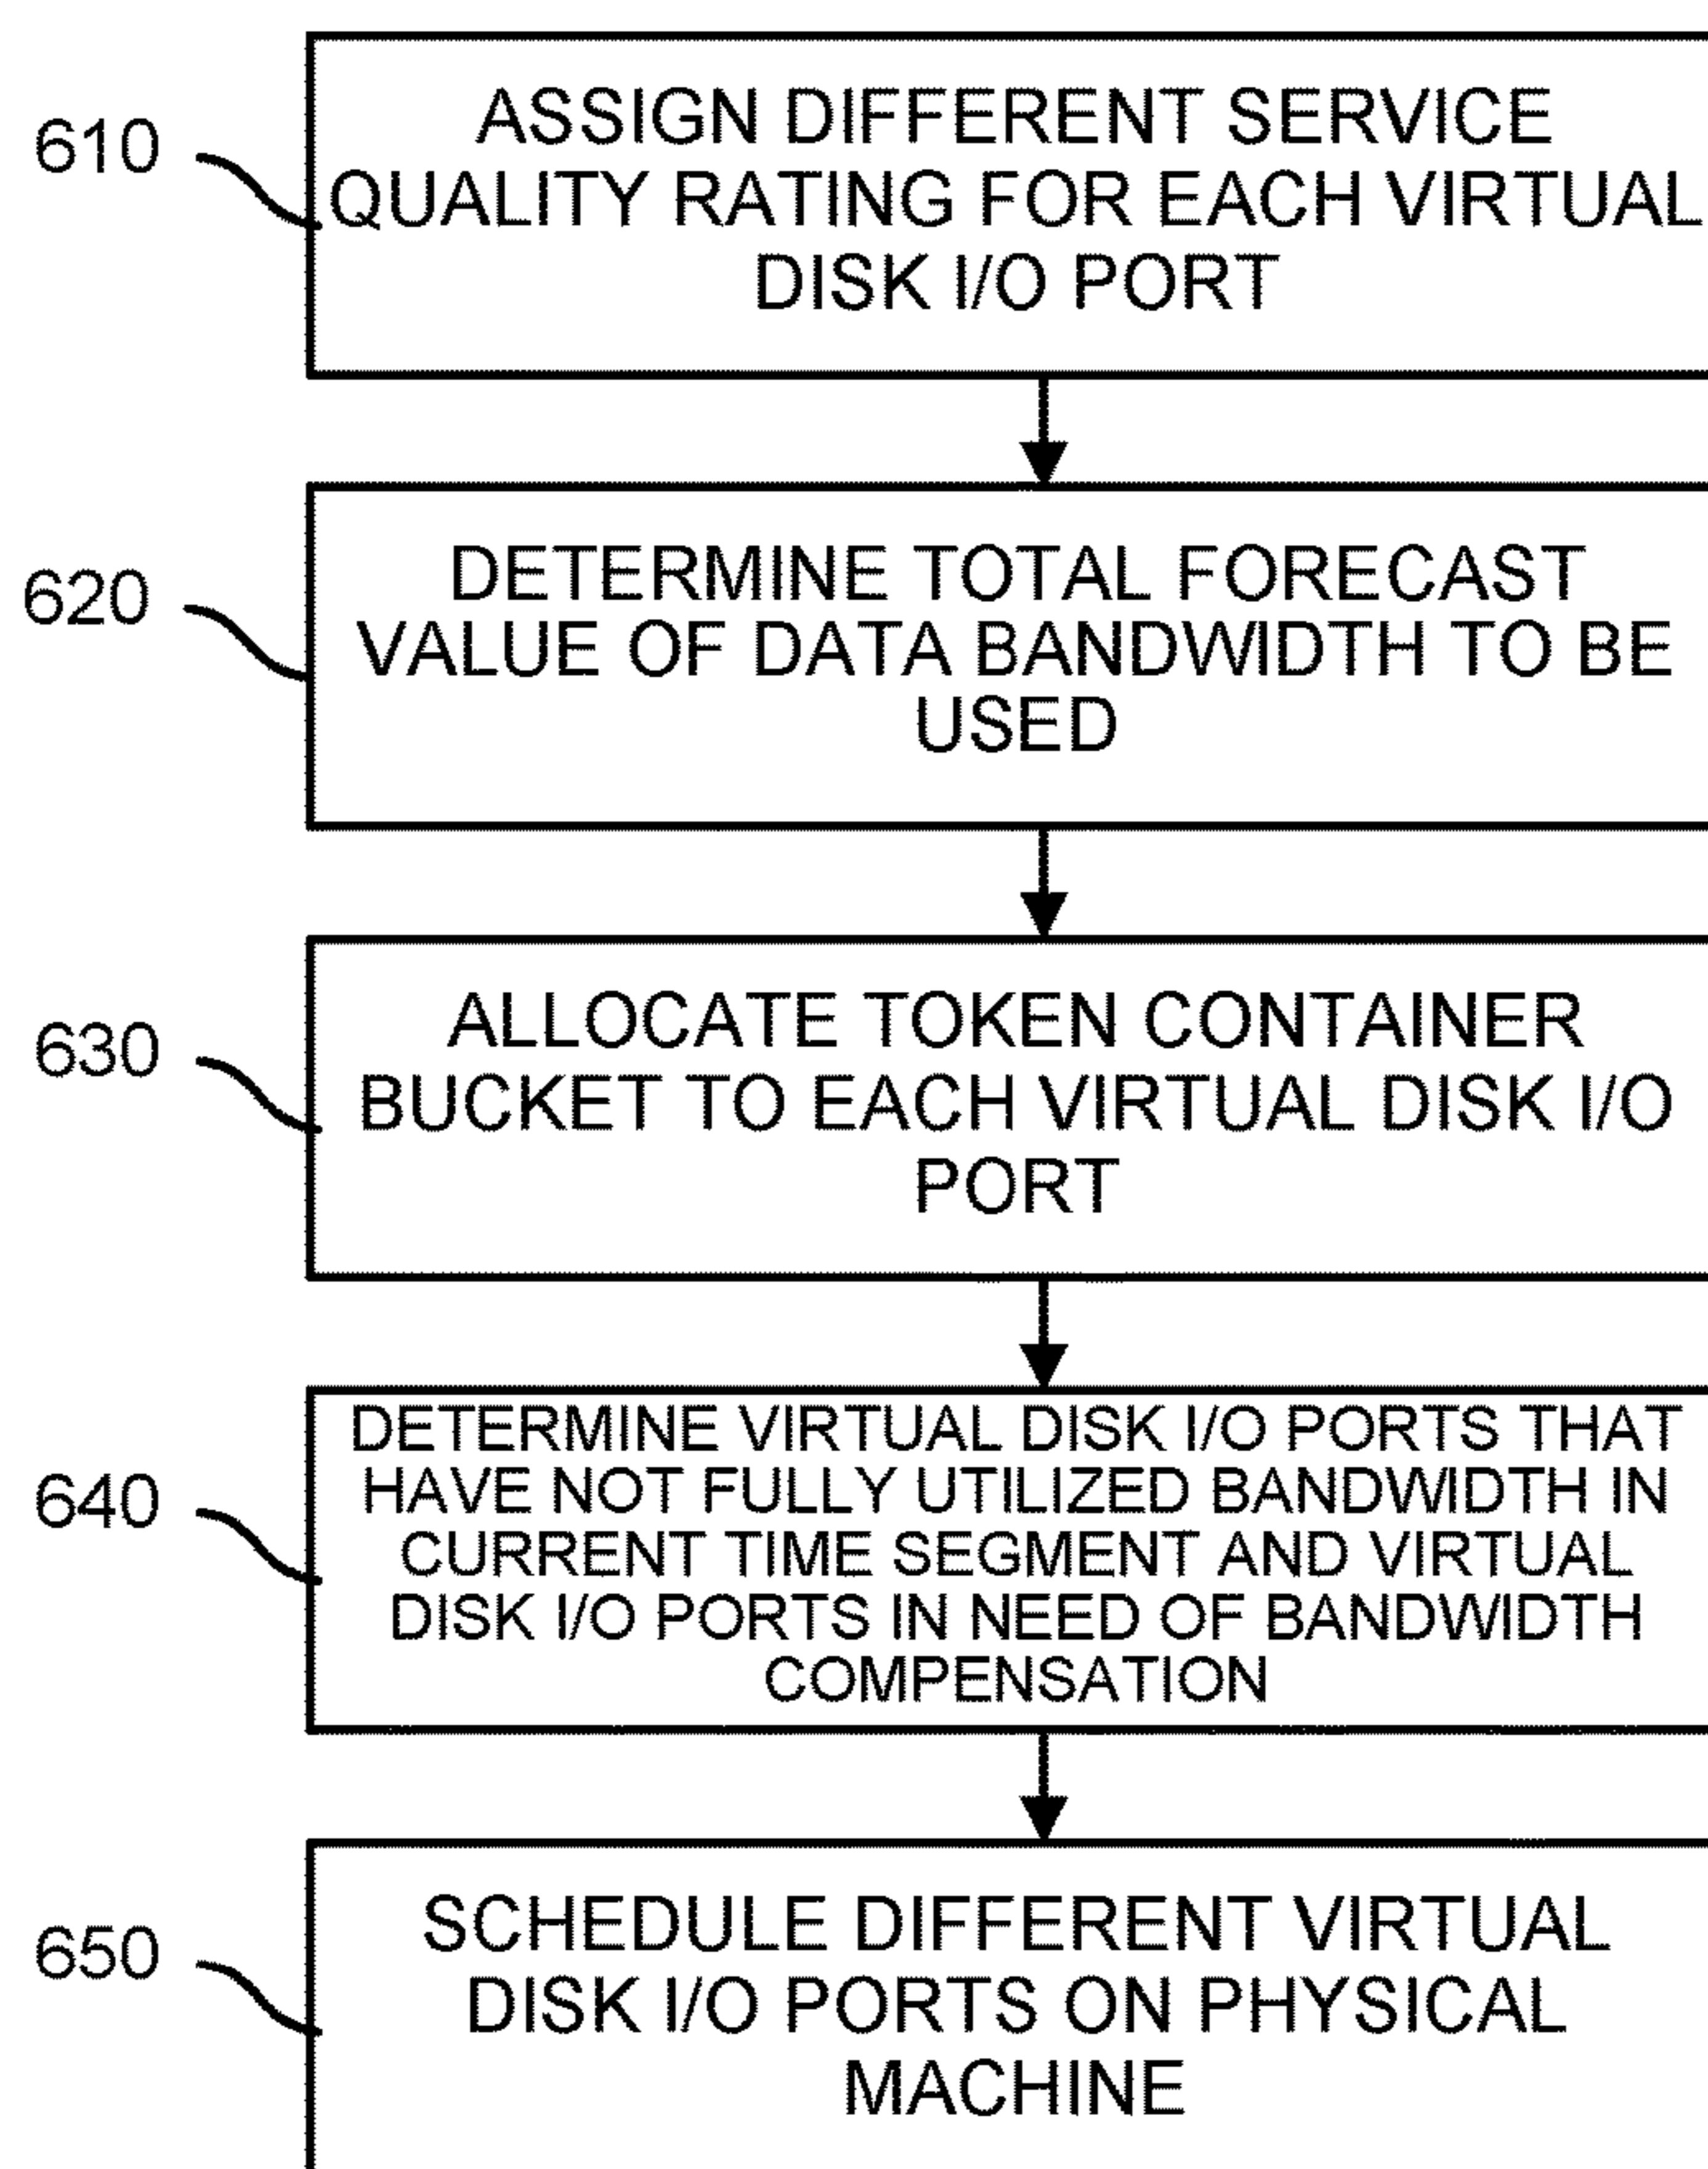 610
ASSIGN DIFFERENT SERVICE
QUALITY RATING FOR EACH VIRTUAL
DISK I/O PORT
620
DETERMINE TOTAL FORECAST
VALUE OF DATA BANDWIDTH TO BE
USED
630
ALLOCATE TOKEN CONTAINER
BUCKET TO EACH VIRTUAL DISK I/O
PORT
640
DETERMINE VIRTUAL DISK I/O PORTS THAT
HAVE NOT FULLY UTILIZED BANDWIDTH IN
CURRENT TIME SEGMENT AND VIRTUAL
DISK I/O PORTS IN NEED OF BANDWIDTH
COMPENSATION
650
SCHEDULE DIFFERENT VIRTUAL
DISK I/O PORTS ON PHYSICAL
MACHINE